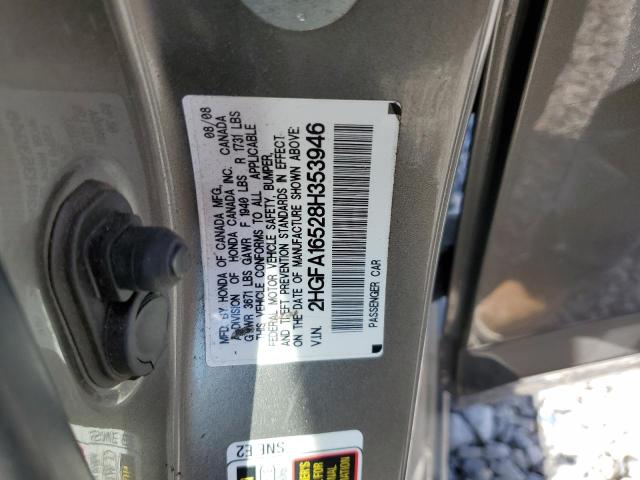 MFD. BY HONDA OF CANADA MFG. 08/08
A DIVISION OF HONDA CANADA INC. CANADA
GVWR 3671 LBS GAWR F 1940 LBS R 1731 LBS
THIS VEHICLE CONFORMS TO ALL APPLICABLE
FEDERAL MOTOR VEHICLE SAFETY, BUMPER,
AND THEFT PREVENTION STANDARDS IN EFFECT
ON THE DATE OF MANUFACTURE SHOWN ABOVE.
V.I.N. 2HGFA16528H353946
PASSENGER CAR
SNEE2